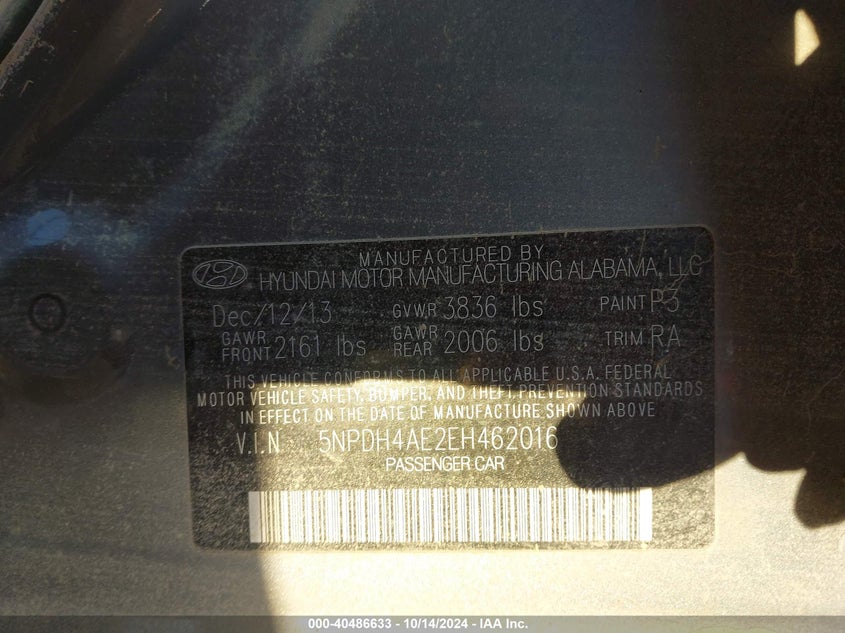 MANUFACTURED BY
HYUNDAI MOTOR MANUFACTURING ALABAMA, LLC
Dec/12/13 GVWR 3836 lbs PAINT P3
GAWR FRONT 2161 lbs GAWR REAR 2006 lbs TRIM RA
THIS VEHICLE CONFORMS TO ALL APPLICABLE U.S.A. FEDERAL
MOTOR VEHICLE SAFETY, BUMPER, AND THEFT PREVENTION STANDARDS
IN EFFECT ON THE DATE OF MANUFACTURE SHOWN ABOVE
V.I.N 5NPDH4AE2EH462016
PASSENGER CAR
000-40486633 | 10/14/2024 - IAA Inc.